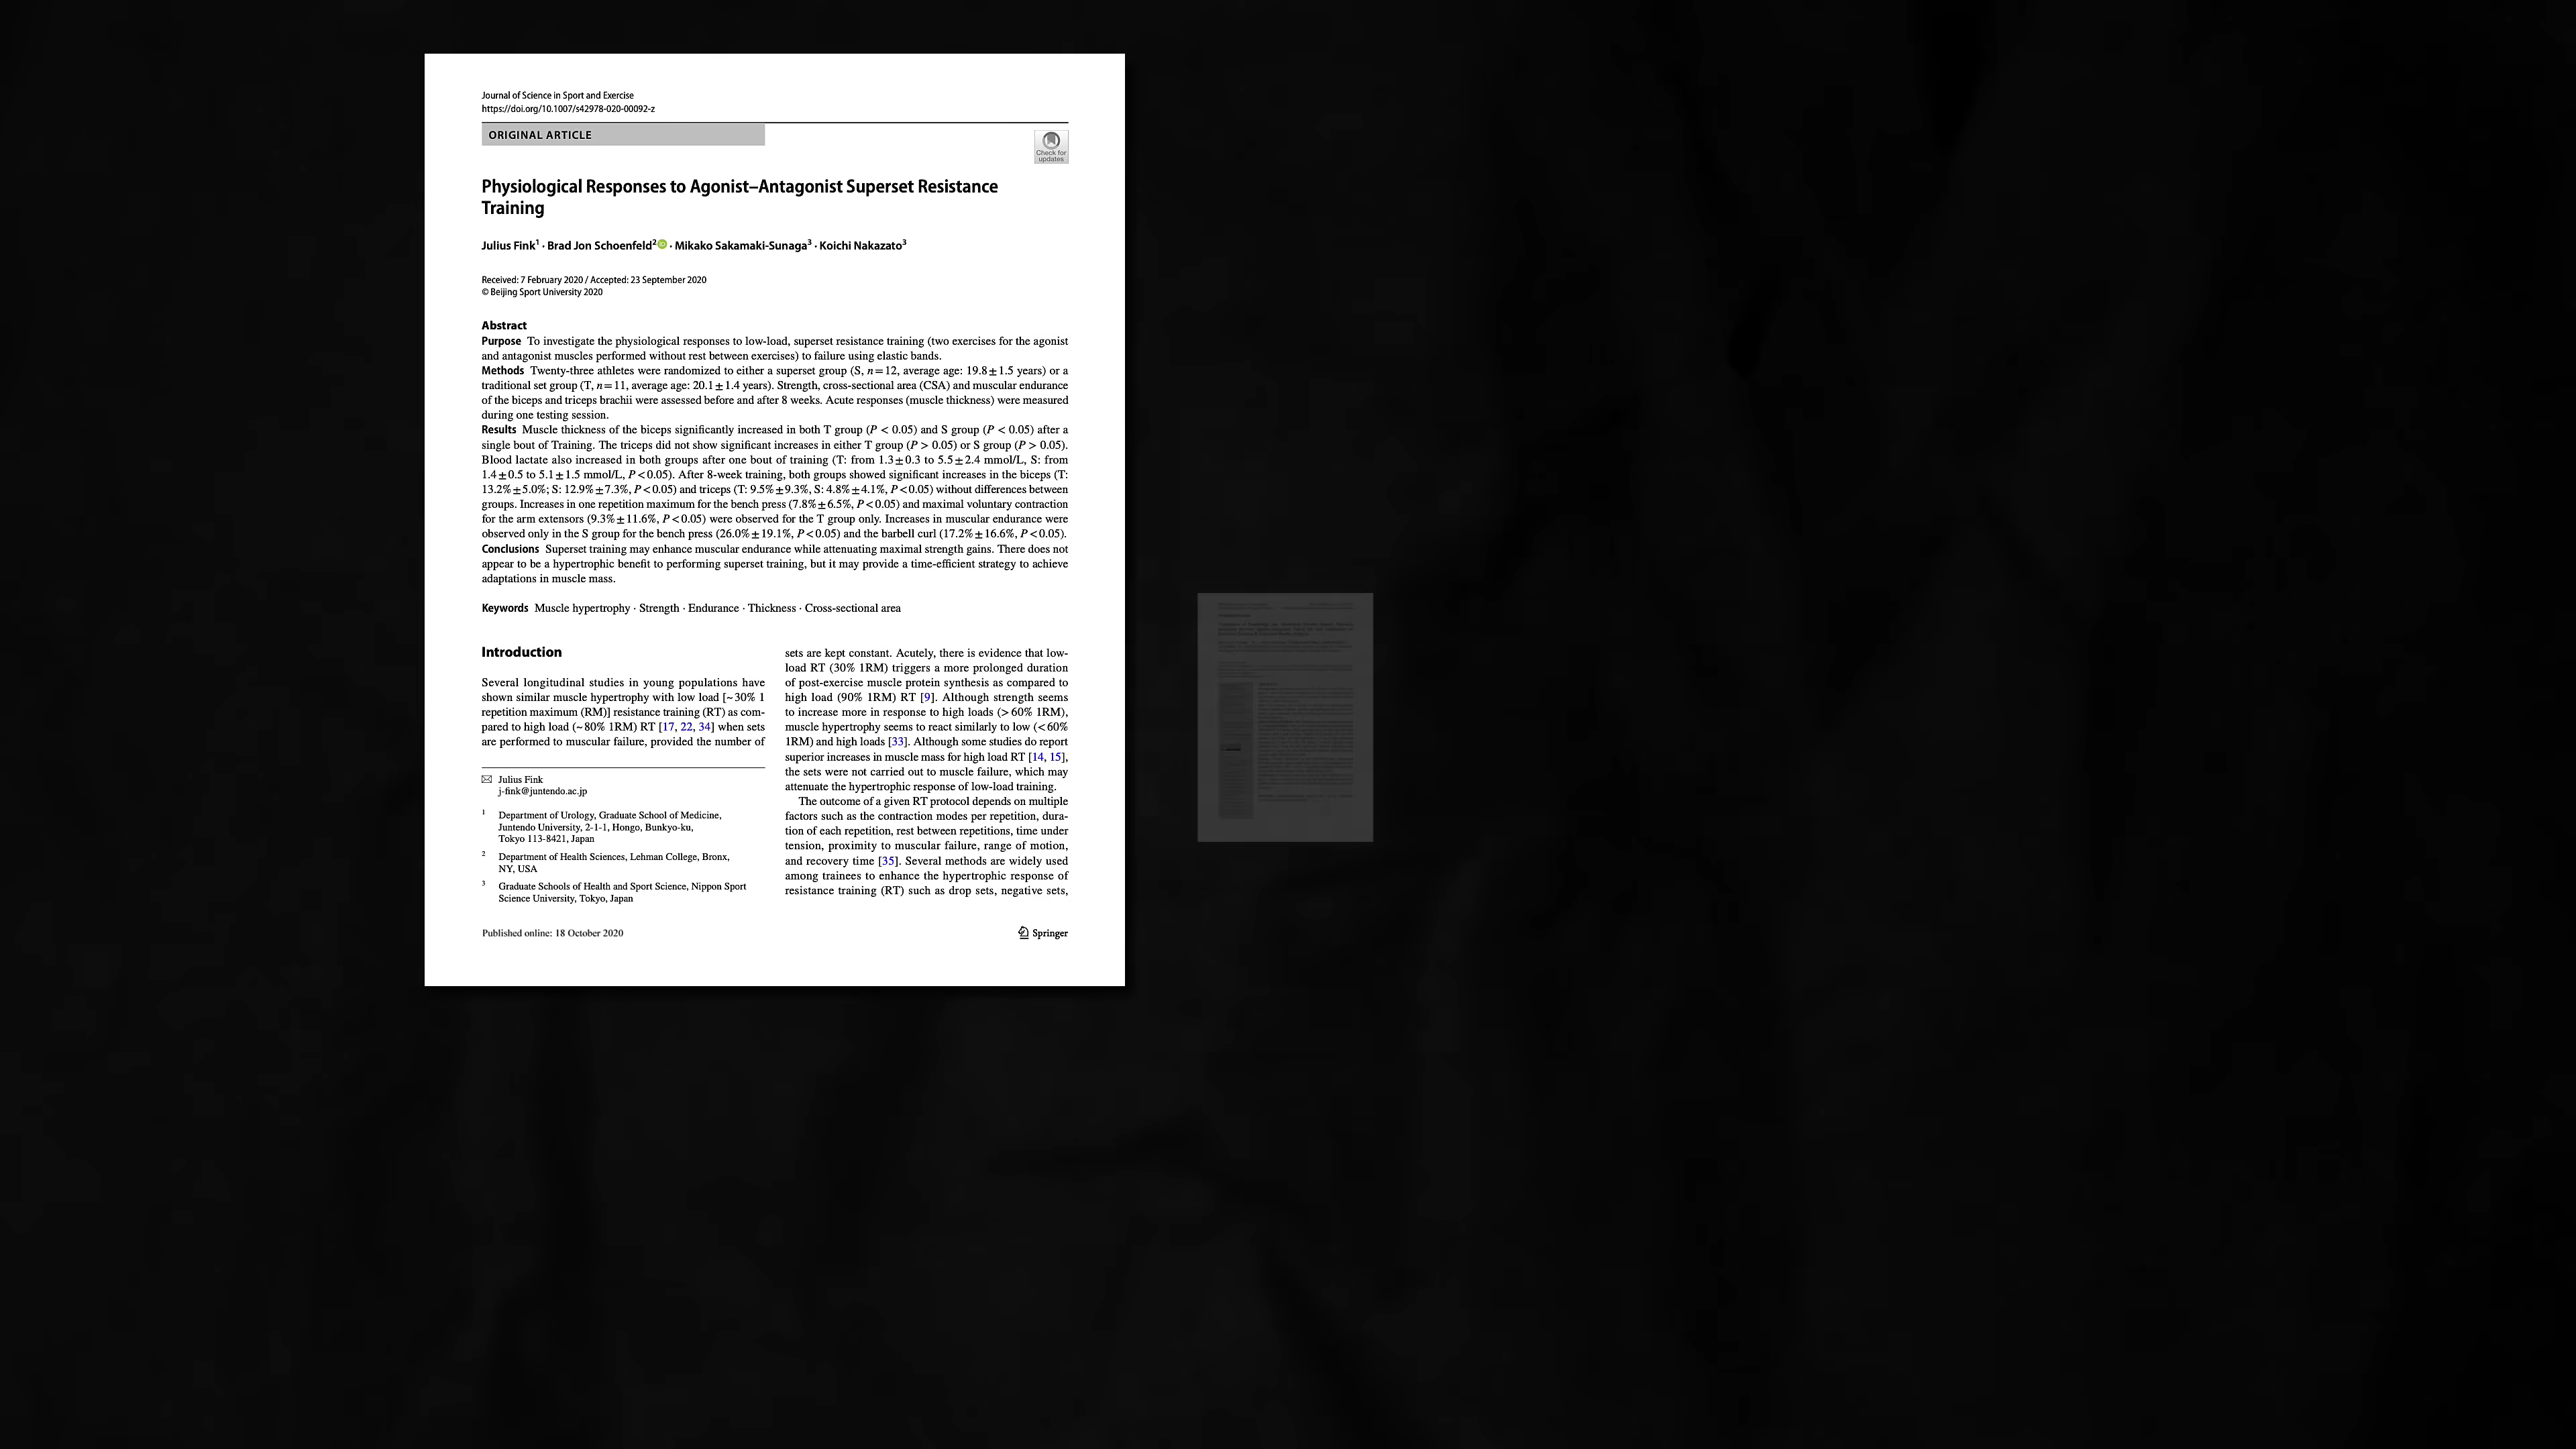 Journal of Science in Sport and Exercise
https://doi.org/10.1007/s42978-020-00092-z
ORIGINAL ARTICLE
Check for
updates
Physiological Responses to Agonist–Antagonist Superset Resistance
Training
Julius Fink1 · Brad Jon Schoenfeld2 · Mikako Sakamaki-Sunaga3 · Koichi Nakazato3
Received: 7 February 2020 / Accepted: 23 September 2020
© Beijing Sport University 2020
Abstract
Purpose To investigate the physiological responses to low-load, superset resistance training (two exercises for the agonist
and antagonist muscles performed without rest between exercises) to failure using elastic bands.
Methods Twenty-three athletes were randomized to either a superset group (S, n=12, average age: 19.8±1.5 years) or a
traditional set group (T, n=11, average age: 20.1±1.4 years). Strength, cross-sectional area (CSA) and muscular endurance
of the biceps and triceps brachii were assessed before and after 8 weeks. Acute responses (muscle thickness) were measured
during one testing session.
Results Muscle thickness of the biceps significantly increased in both T group (P < 0.05) and S group (P < 0.05) after a
single bout of Training. The triceps did not show significant increases in either T group (P > 0.05) or S group (P > 0.05).
Blood lactate also increased in both groups after one bout of training (T: from 1.3±0.3 to 5.5±2.4 mmol/L, S: from
1.4±0.5 to 5.1±1.5 mmol/L, P<0.05). After 8-week training, both groups showed significant increases in the biceps (T:
13.2%±5.0%; S: 12.9%±7.3%, P<0.05) and triceps (T: 9.5%±9.3%, S: 4.8%±4.1%, P<0.05) without differences between
groups. Increases in one repetition maximum for the bench press (7.8%±6.5%, P<0.05) and maximal voluntary contraction
for the arm extensors (9.3%±11.6%, P<0.05) were observed for the T group only. Increases in muscular endurance were
observed only in the S group for the bench press (26.0%±19.1%, P<0.05) and the barbell curl (17.2%±16.6%, P<0.05).
Conclusions Superset training may enhance muscular endurance while attenuating maximal strength gains. There does not
appear to be a hypertrophic benefit to performing superset training, but it may provide a time-efficient strategy to achieve
adaptations in muscle mass.
Keywords Muscle hypertrophy · Strength · Endurance · Thickness · Cross-sectional area
Introduction
Several longitudinal studies in young populations have
shown similar muscle hypertrophy with low load [~30% 1
repetition maximum (RM)] resistance training (RT) as com-
pared to high load (~80% 1RM) RT [17, 22, 34] when sets
are performed to muscular failure, provided the number of
Julius Fink
j-fink@juntendo.ac.jp
1 Department of Urology, Graduate School of Medicine,
Juntendo University, 2-1-1, Hongo, Bunkyo-ku,
Tokyo 113-8421, Japan
2 Department of Health Sciences, Lehman College, Bronx,
NY, USA
3 Graduate Schools of Health and Sport Science, Nippon Sport
Science University, Tokyo, Japan
sets are kept constant. Acutely, there is evidence that low-
load RT (30% 1RM) triggers a more prolonged duration
of post-exercise muscle protein synthesis as compared to
high load (90% 1RM) RT [9]. Although strength seems
to increase more in response to high loads (>60% 1RM),
muscle hypertrophy seems to react similarly to low (<60%
1RM) and high loads [33]. Although some studies do report
superior increases in muscle mass for high load RT [14, 15],
the sets were not carried out to muscle failure, which may
attenuate the hypertrophic response of low-load training.
The outcome of a given RT protocol depends on multiple
factors such as the contraction modes per repetition, dura-
tion of each repetition, rest between repetitions, time under
tension, proximity to muscular failure, range of motion,
and recovery time [35]. Several methods are widely used
among trainees to enhance the hypertrophic response of
resistance training (RT) such as drop sets, negative sets,
Published online: 18 October 2020
Springer